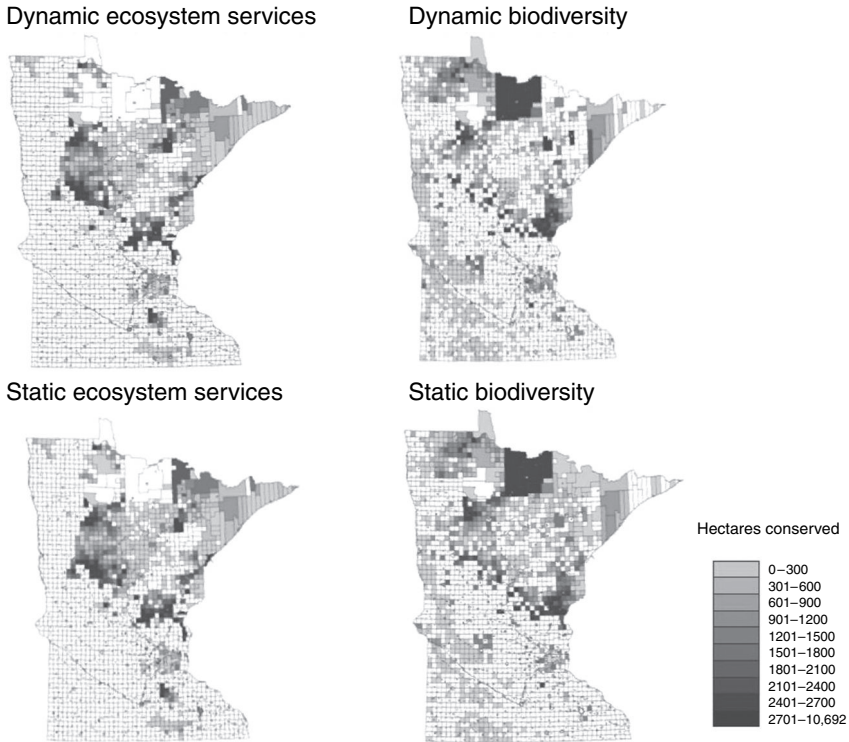 Dynamic ecosystem services
Dynamic biodiversity
Static ecosystem services
Static biodiversity
Hectares conserved
0–300
301–600
601–900
901–1200
1201–1500
1501–1800
1801–2100
2101–2400
2401–2700
2701–10,692